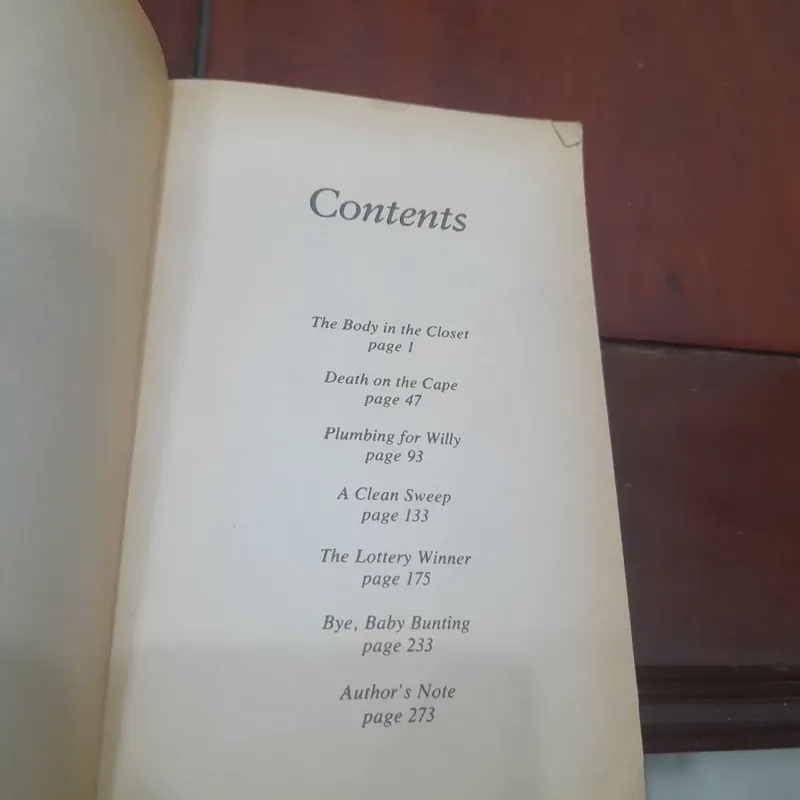 Contents
The Body in the Closet
page 1
Death on the Cape
page 47
Plumbing for Willy
page 93
A Clean Sweep
page 133
The Lottery Winner
page 175
Bye, Baby Bunting
page 233
Author's Note
page 273